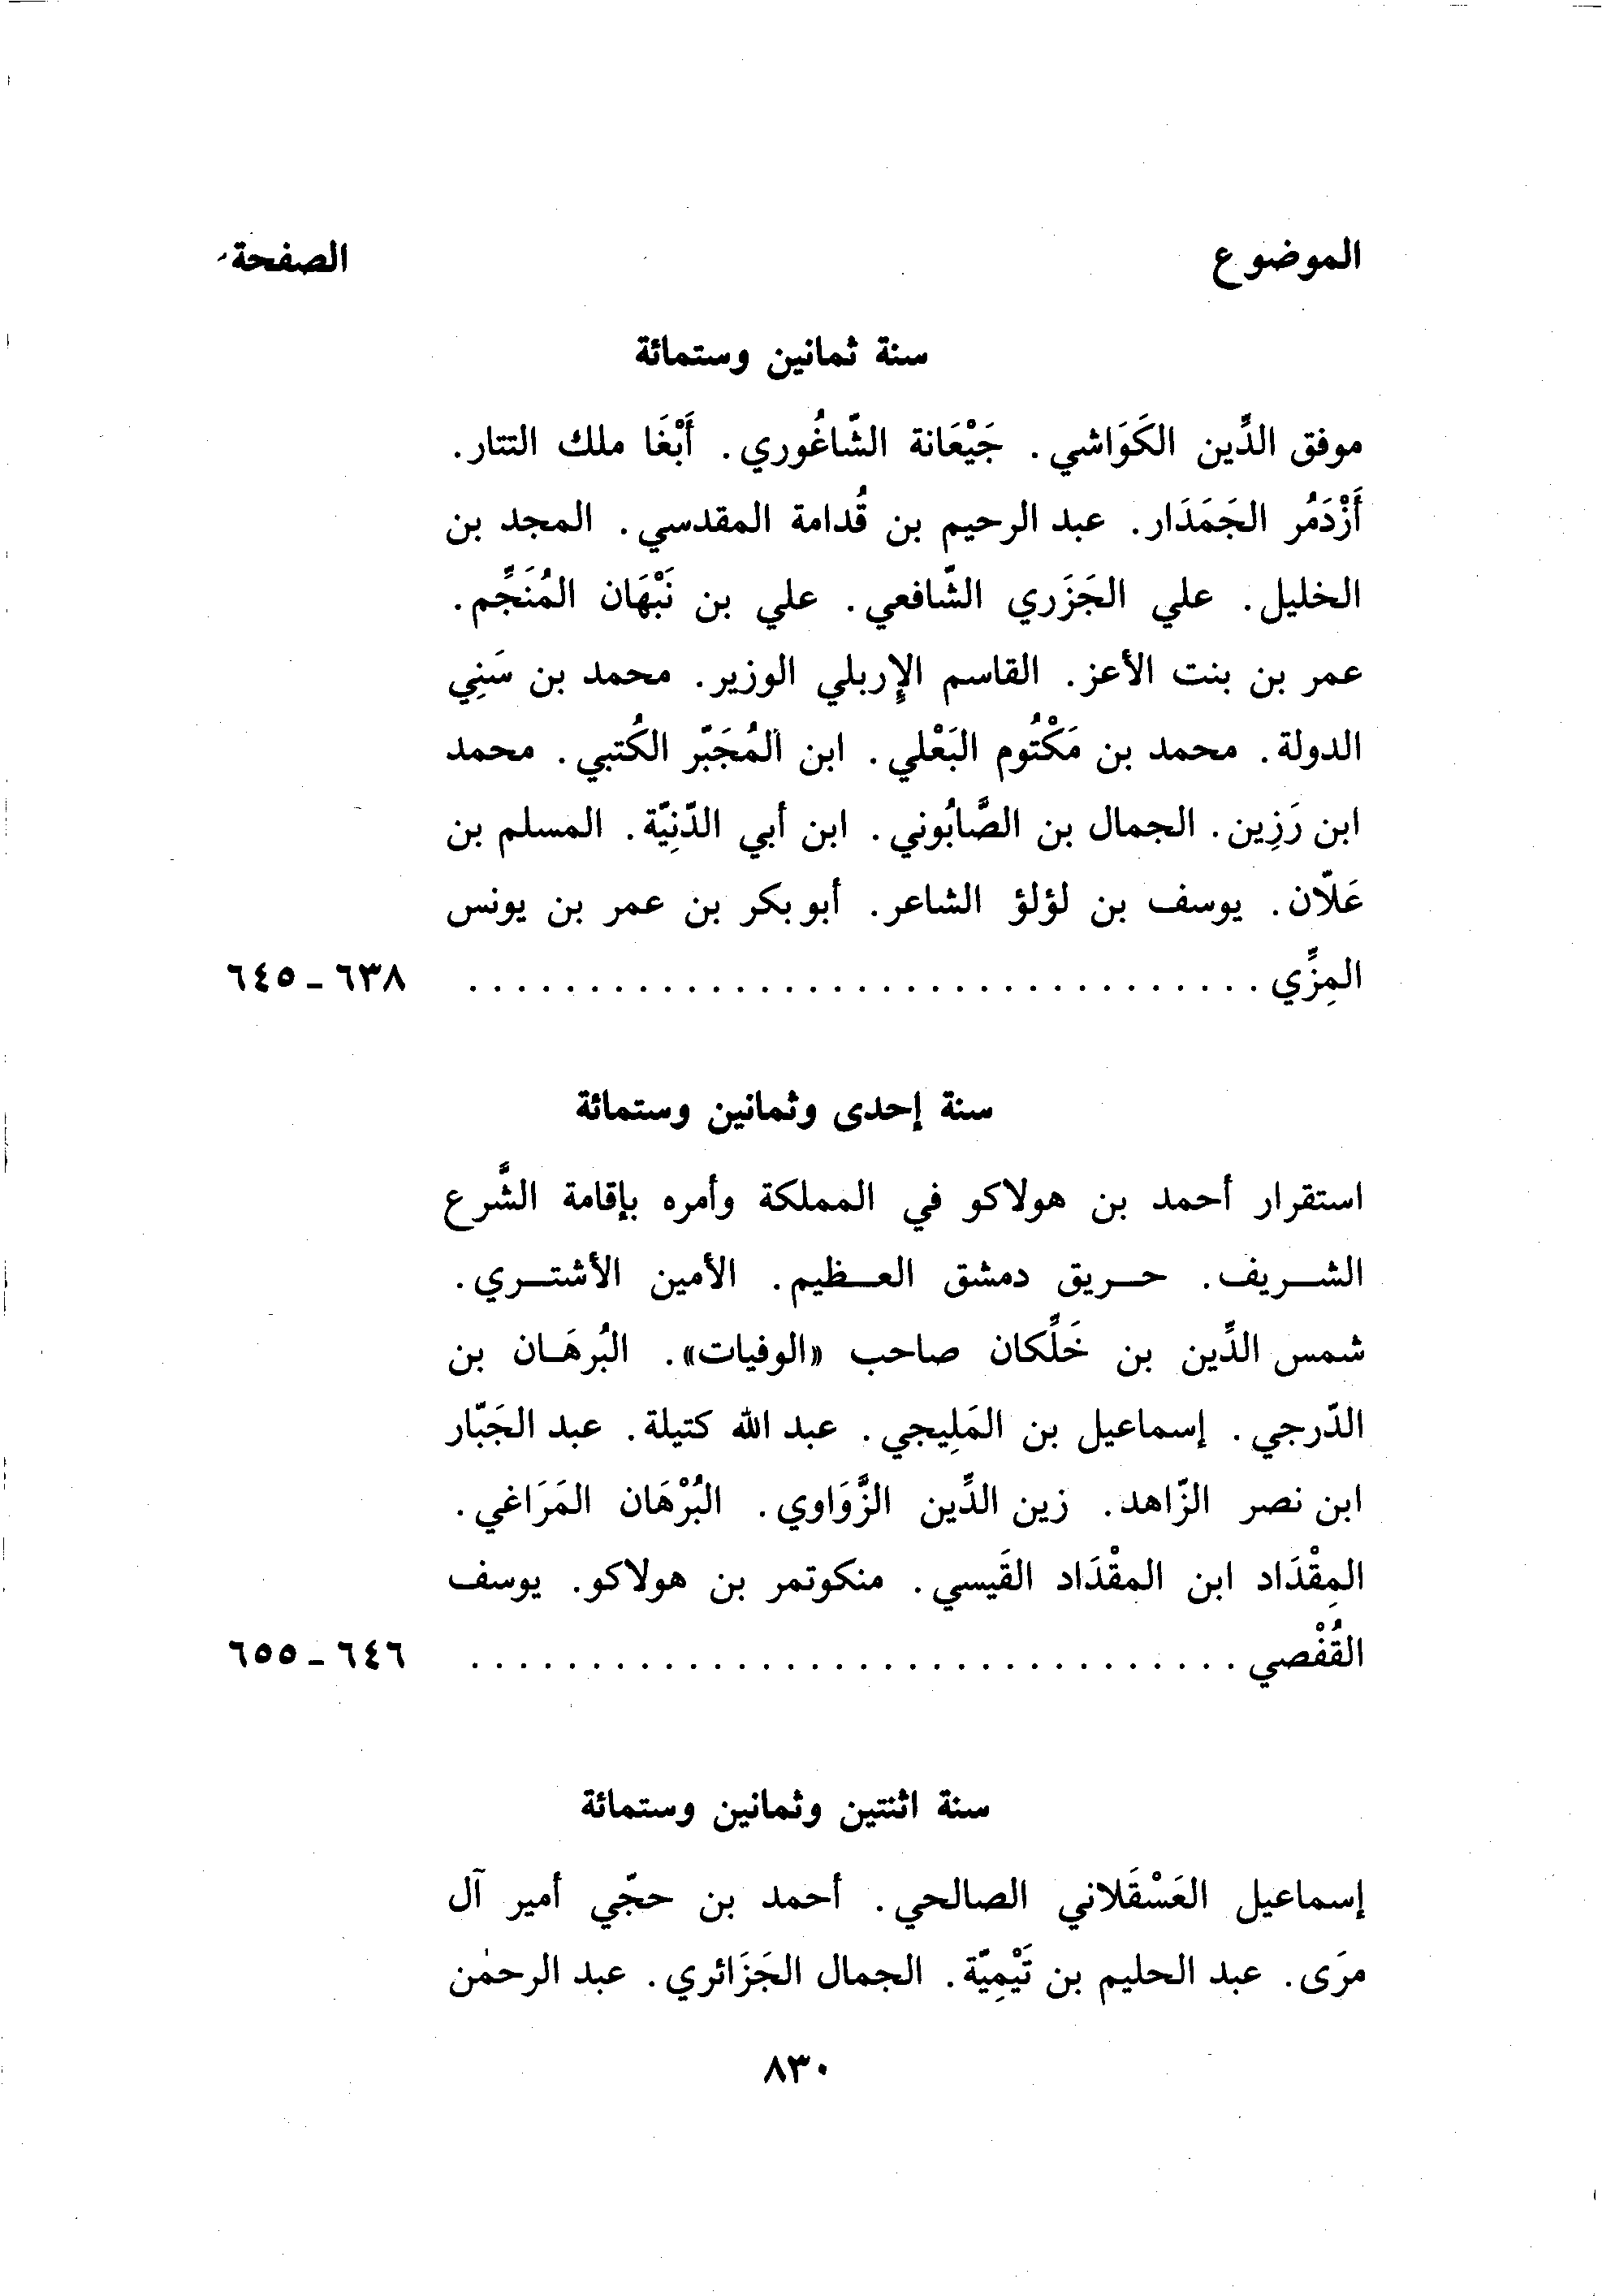 الموضوع الصفحة
سنة ثمانين وستمائة
موفق الدِّين الكَوَاشي. جَيْعَانة الشّاغُوري. أَبْغَا ملك التتار.
أَزْدَمُر الجَمَدَار. عبد الرحيم بن قُدامة المقدسي. المجد بن
الخليل. علي الجَزَري الشّافعي. علي بن نَبْهَان المُنَجِّم.
عمر بن بنت الأعز. القاسم الإربلي الوزير. محمد بن سَنِي
الدولة. محمد بن مَكْتُوم البَعْلي. ابن المُجَبّر الكُتبي. محمد
ابن رَزِين. الجمال بن الصَّابُوني. ابن أبي الدّنِيّة. المسلم بن
عَلّان. يوسف بن لؤلؤ الشاعر. أبو بكر بن عمر بن يونس
المِزِّي . . . . . . . . . . . . . . . . . . . . . . . . . . . . . . . . . ٦٣٨ ـ ٦٤٥
سنة إحدى وثمانين وستمائة
استقرار أحمد بن هولاكو في المملكة وأمره بإقامة الشَّرع
الشـريف. حـريق دمشق العـظيم. الأمين الأشتـري.
شمس الدِّين بن خَلِّكان صاحب «الوفيات». البُرهَـان بن
الدّرجي. إسماعيل بن المَلِيجي. عبد الله كتيلة. عبد الجَبّار
ابن نصر الزّاهد. زين الدِّين الزَّوَاوي. البُرْهَان المَرَاغي.
المِقْدَاد ابن المقْدَاد القَيسي. منكوتمر بن هولاكو. يوسف
القُفْصي . . . . . . . . . . . . . . . . . . . . . . . . . . . . . . . . ٦٤٦ ـ ٦٥٥
سنة اثنتين وثمانين وستمائة
إسماعيل العَسْقَلاني الصالحي. أحمد بن حجّي أمير آل
مرَى. عبد الحليم بن تَيْمِيّة. الجمال الجَزَائري. عبد الرحمٰن
٨٣٠